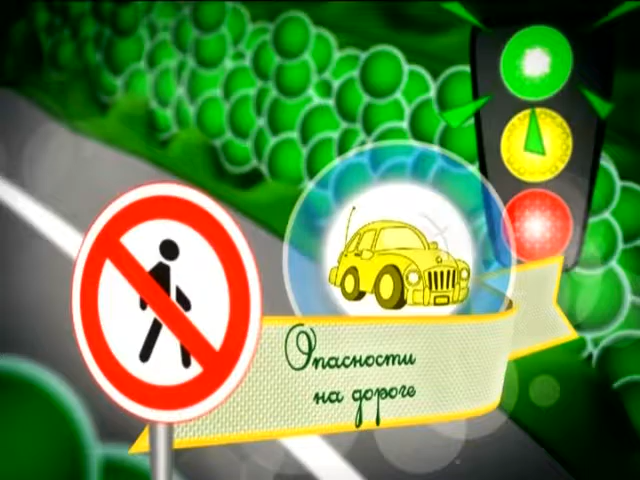 Опасности
на дороге